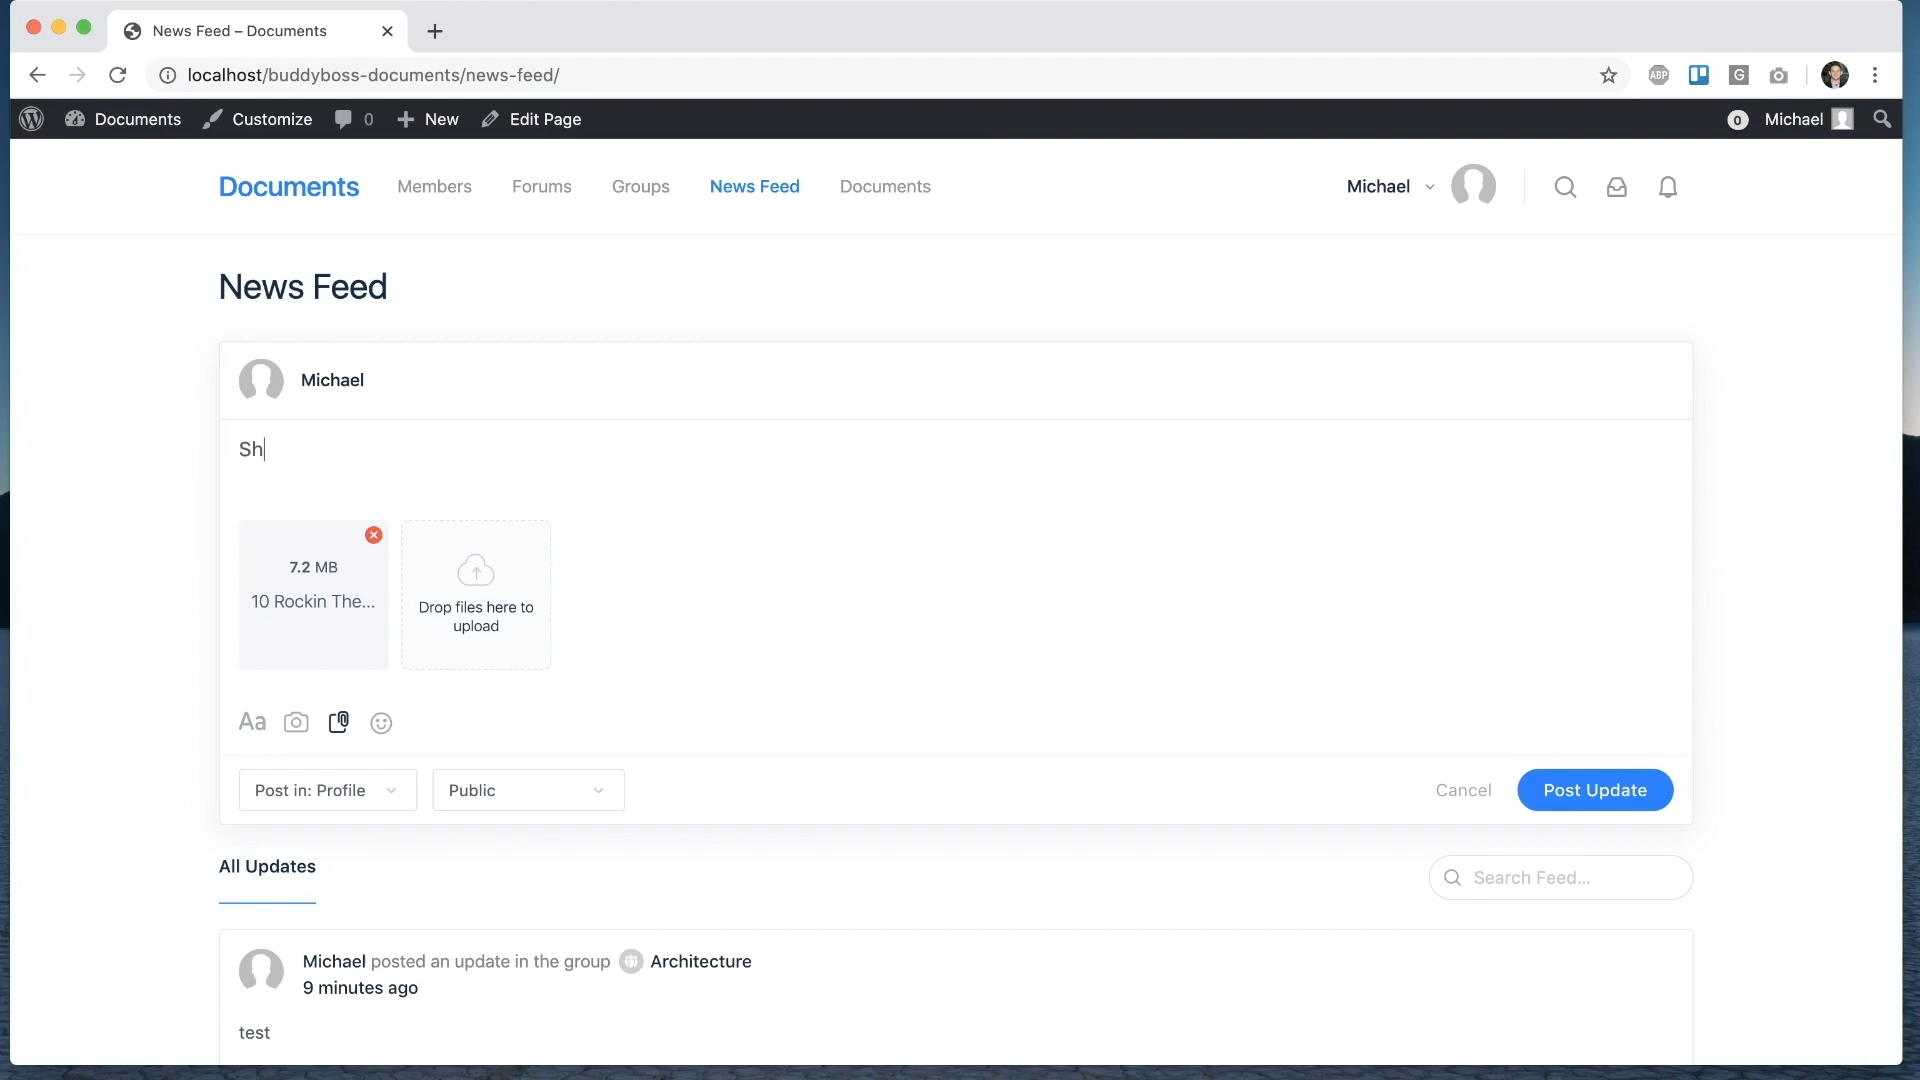 News Feed – Documents
localhost/buddyboss-documents/news-feed/
ABP
G
Documents Customize 0 New Edit Page 0 Michael
Documents Members Forums Groups News Feed Documents Michael
News Feed
Michael
Sh
7.2 MB
10 Rockin The...
Drop files here to
upload
Aa
Post in: Profile Public Cancel Post Update
All Updates
Search Feed...
Michael posted an update in the group Architecture
9 minutes ago
test